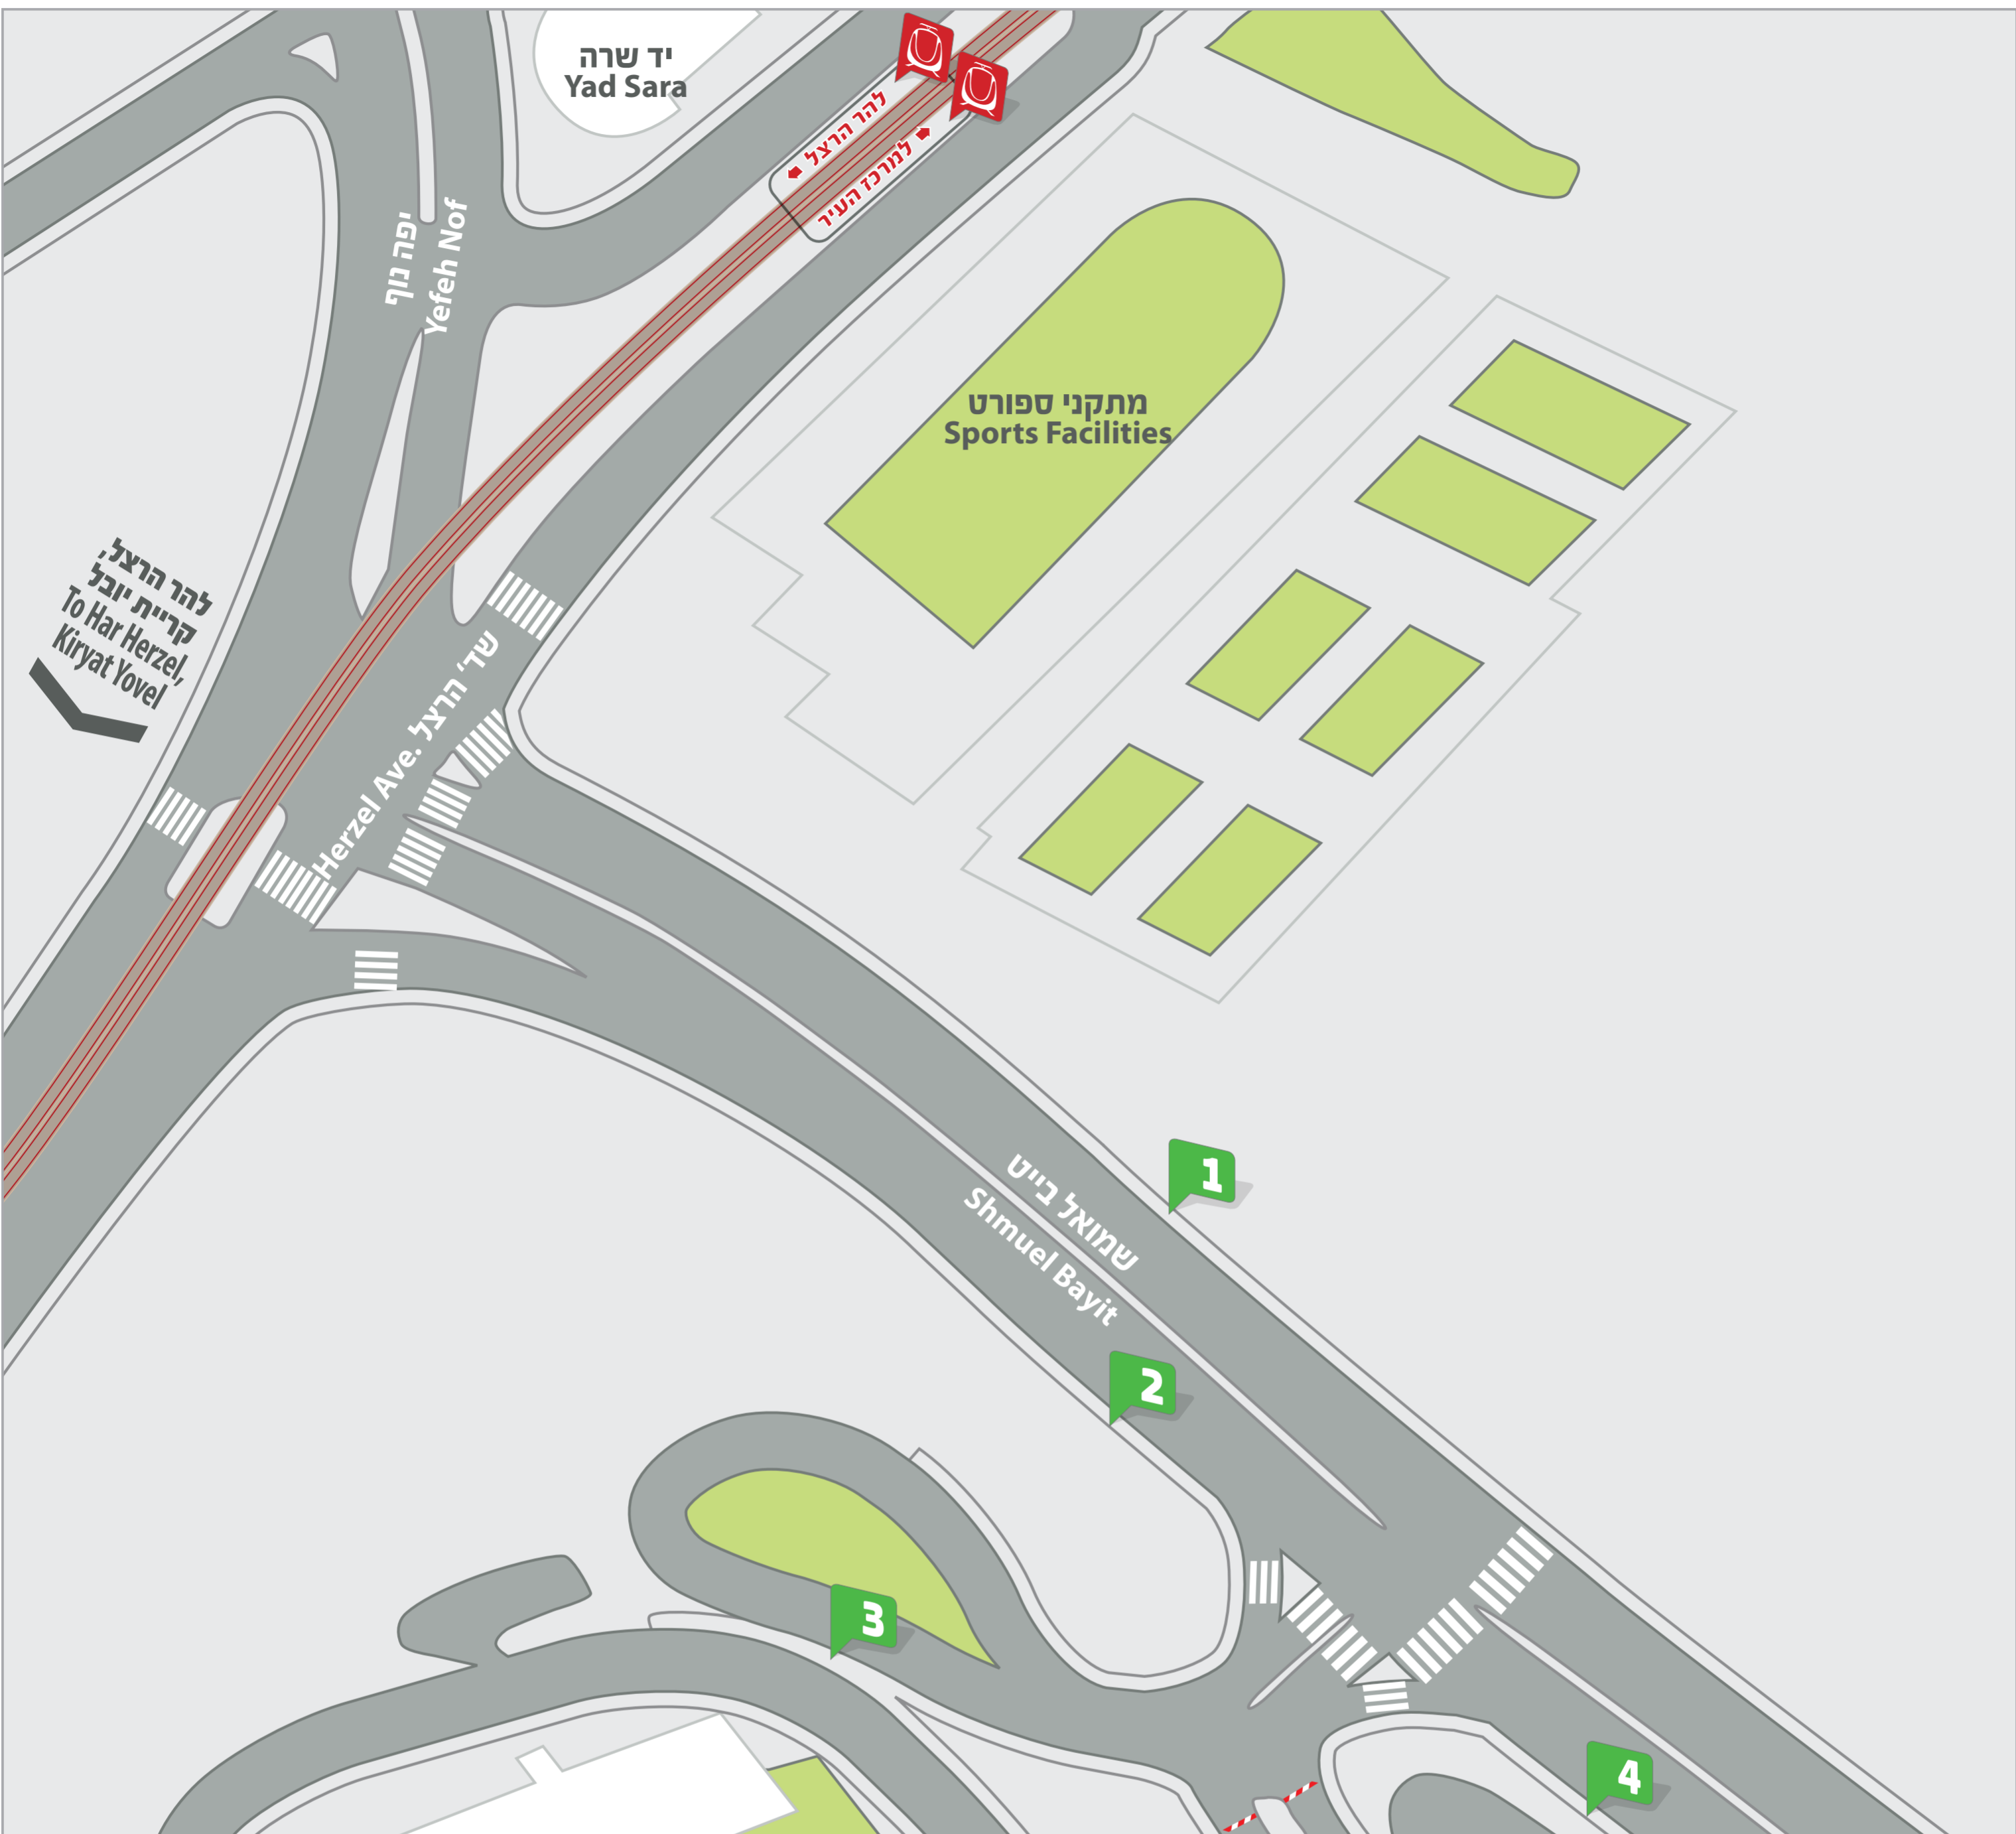 יד שרה
Yad Sara
להר הרצל
למרכז העיר
יפה נוף
Yefeh Nof
מתקני ספורט
Sports Facilities
להר הרצל,
קריית יובל
To Har Herzel,
Kiryat Yovel
Herzel Ave. שד' הרצל
שמואל בייט
Shmuel Bayit
1
2
3
4